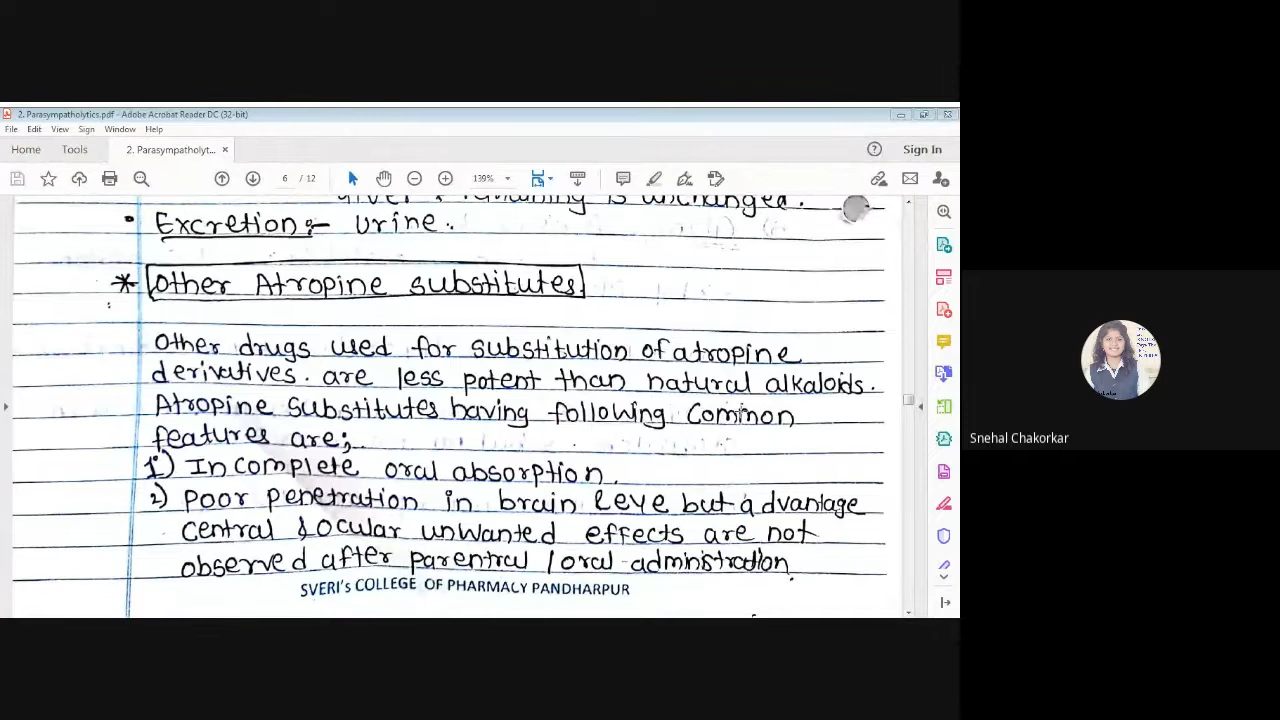 2. Parasympatholytics.pdf - Adobe Acrobat Reader DC (32-bit)
File Edit View Sign Window Help
Home Tools 2. Parasympatholyt... × Sign In
6 / 12 139%
remaining is unchanged.
• Excretion :- Urine.
* Other Atropine substitutes.
Other drugs used for substitution of atropine
derivatives. are less potent than natural alkaloids.
Atropine substitutes having following common
features are;
1) Incomplete oral absorption.
2) Poor penetration in brain & eye but advantage
central & ocular unwanted effects are not
observed after parentral / oral administration.
SVERI's COLLEGE OF PHARMACY PANDHARPUR
Snehal Chakorkar